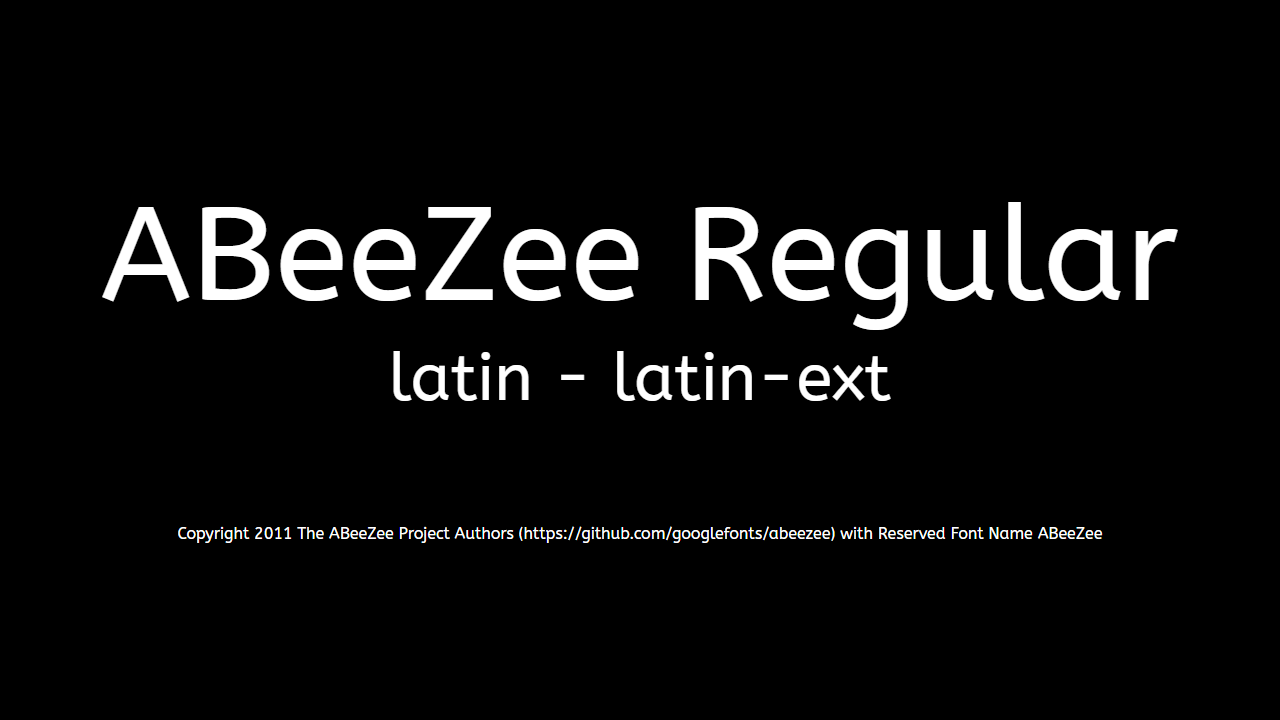 ABeeZee Regular
latin - latin-ext
Copyright 2011 The ABeeZee Project Authors (https://github.com/googlefonts/abeezee) with Reserved Font Name ABeeZee